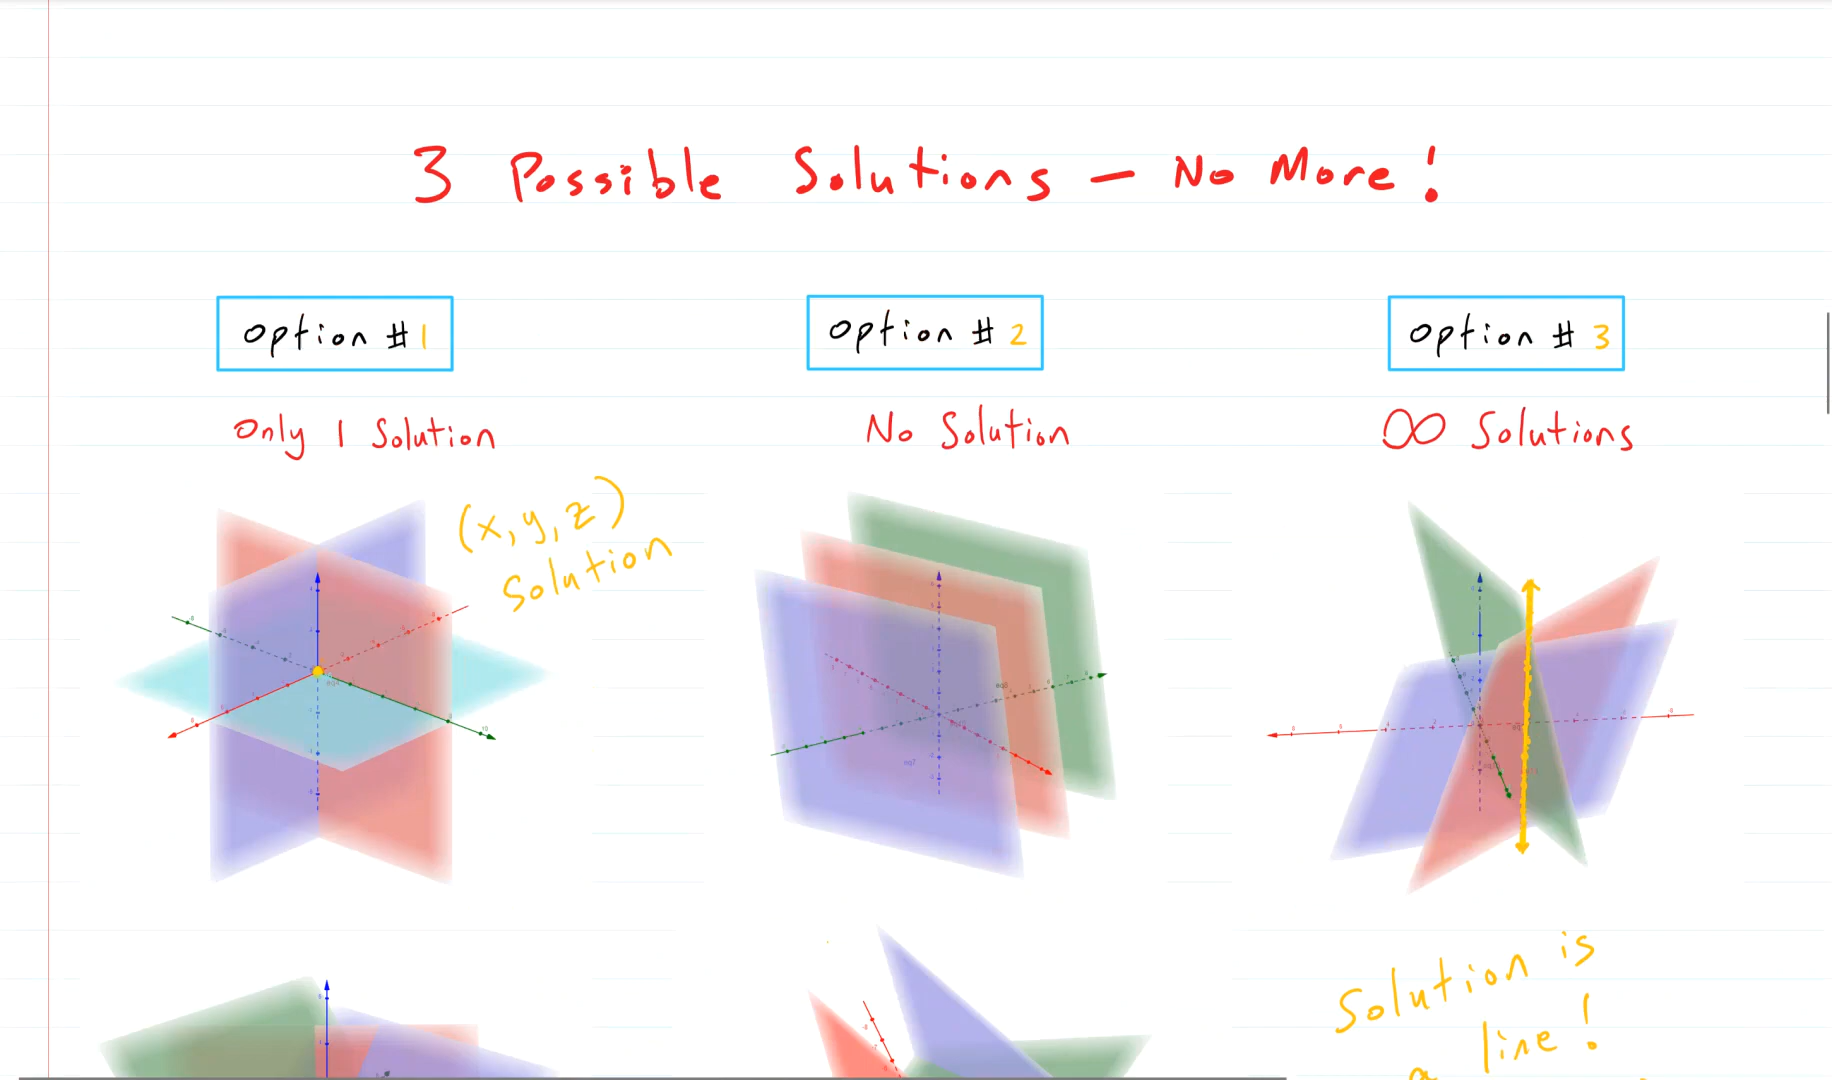 3 Possible Solutions – No More!
Option #1
Option # 2
Option # 3
Only 1 Solution
No Solution
∞ Solutions
(x, y, z)
Solution
Solution is
a line!